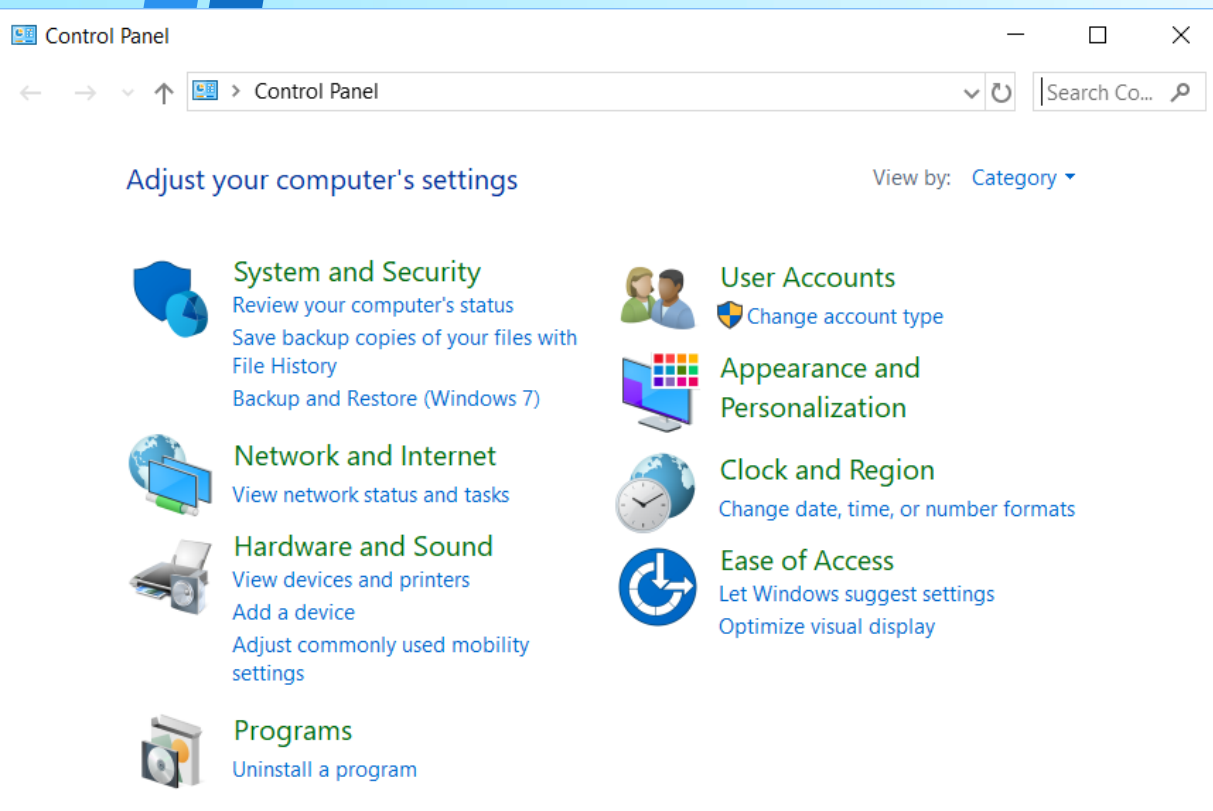 Control Panel
Control Panel
Search Co...
Adjust your computer's settings
View by: Category
System and Security
Review your computer's status
Save backup copies of your files with
File History
Backup and Restore (Windows 7)
Network and Internet
View network status and tasks
Hardware and Sound
View devices and printers
Add a device
Adjust commonly used mobility
settings
Programs
Uninstall a program
User Accounts
Change account type
Appearance and
Personalization
Clock and Region
Change date, time, or number formats
Ease of Access
Let Windows suggest settings
Optimize visual display